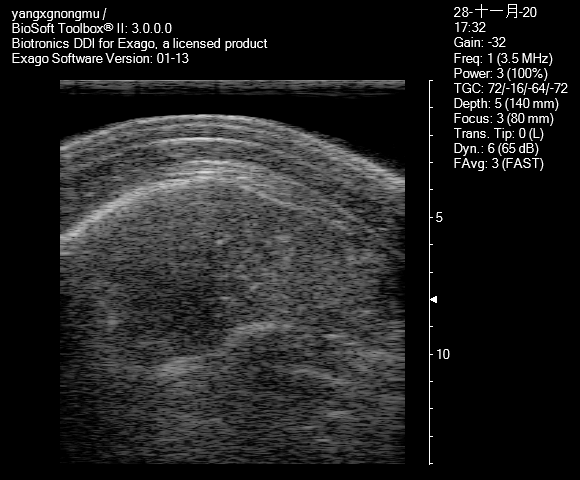 yangxgnongmu /
BioSoft Toolbox® II: 3.0.0.0
Biotronics DDI for Exago, a licensed product
Exago Software Version: 01-13
28-十一月-20
17:32
Gain: -32
Freq: 1 (3.5 MHz)
Power: 3 (100%)
TGC: 72/-16/-64/-72
Depth: 5 (140 mm)
Focus: 3 (80 mm)
Trans. Tip: 0 (L)
Dyn.: 6 (65 dB)
FAvg: 3 (FAST)
5
10